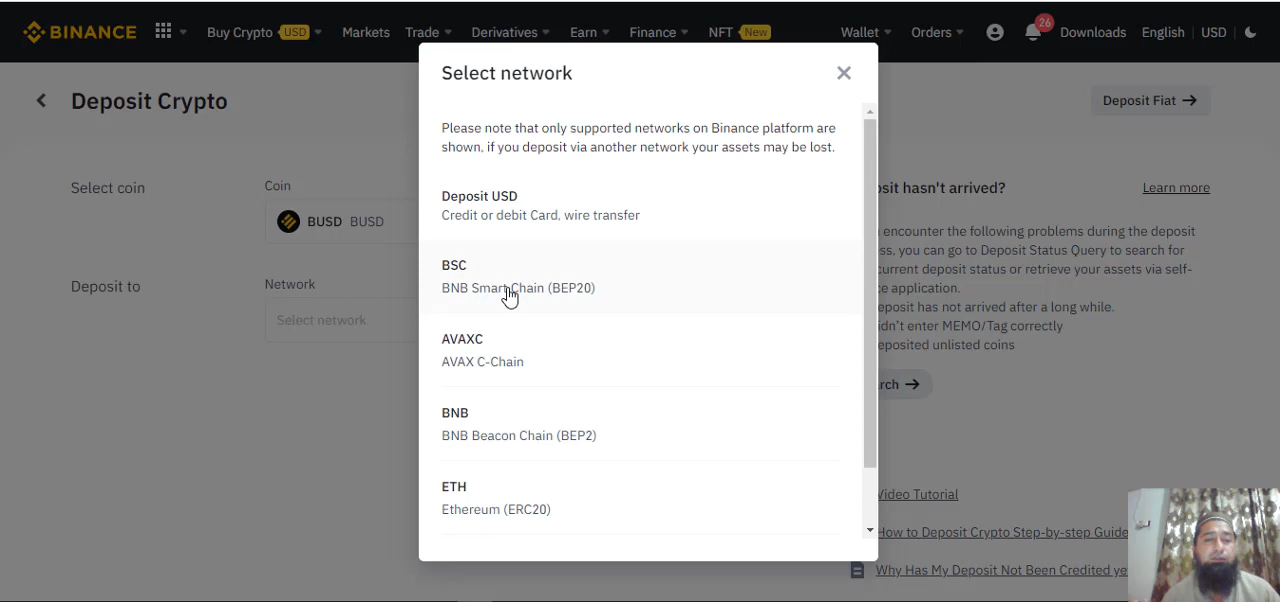 BINANCE
Buy Crypto USD Markets Trade Derivatives Earn Finance NFT New Wallet Orders 26 Downloads English USD
Deposit Crypto
Deposit Fiat
Select network
Please note that only supported networks on Binance platform are
shown, if you deposit via another network your assets may be lost.
Deposit USD
Credit or debit Card, wire transfer
BSC
BNB Smart Chain (BEP20)
AVAXC
AVAX C-Chain
BNB
BNB Beacon Chain (BEP2)
ETH
Ethereum (ERC20)
Select coin
Coin
BUSD BUSD
Deposit to
Network
Select network
hasn't arrived?
Learn more
encounter the following problems during the deposit
you can go to Deposit Status Query to search for
current deposit status or retrieve your assets via self-
application.
has not arrived after a long while.
enter MEMO/Tag correctly
unlisted coins
Video Tutorial
How to Deposit Crypto Step-by-step Guide
Why Has My Deposit Not Been Credited